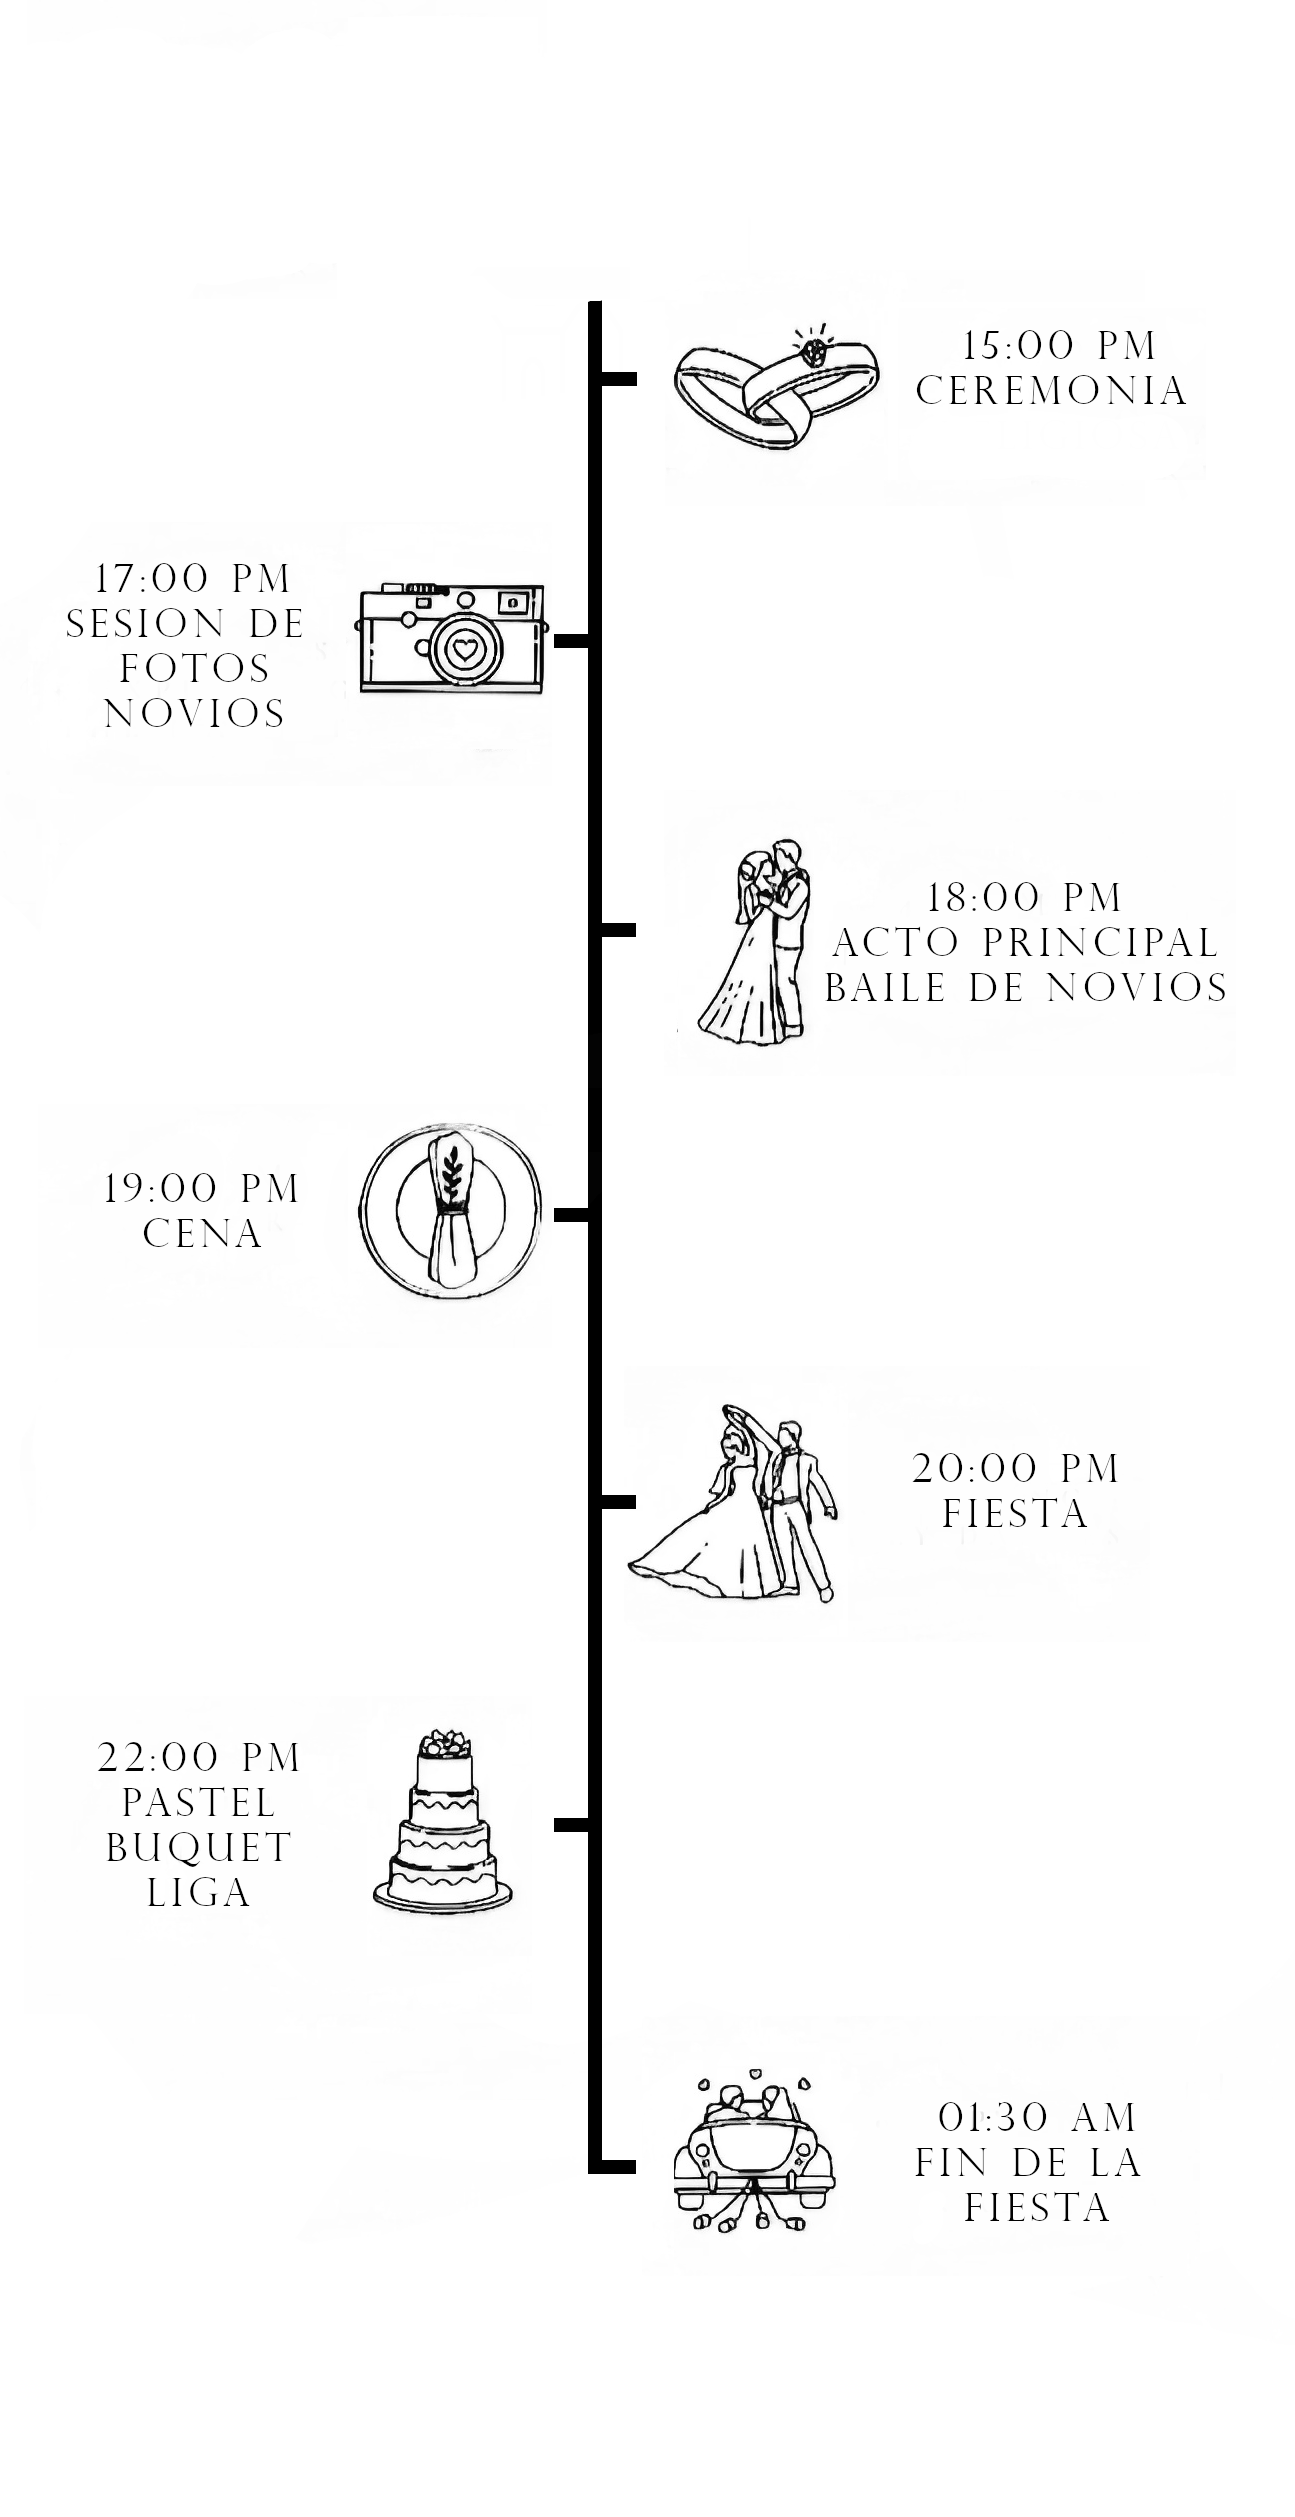 15:00 PM
CEREMONIA
17:00 PM
SESION DE
FOTOS
NOVIOS
18:00 PM
ACTO PRINCIPAL
BAILE DE NOVIOS
19:00 PM
CENA
20:00 PM
FIESTA
22:00 PM
PASTEL
BUQUET
LIGA
01:30 AM
FIN DE LA
FIESTA